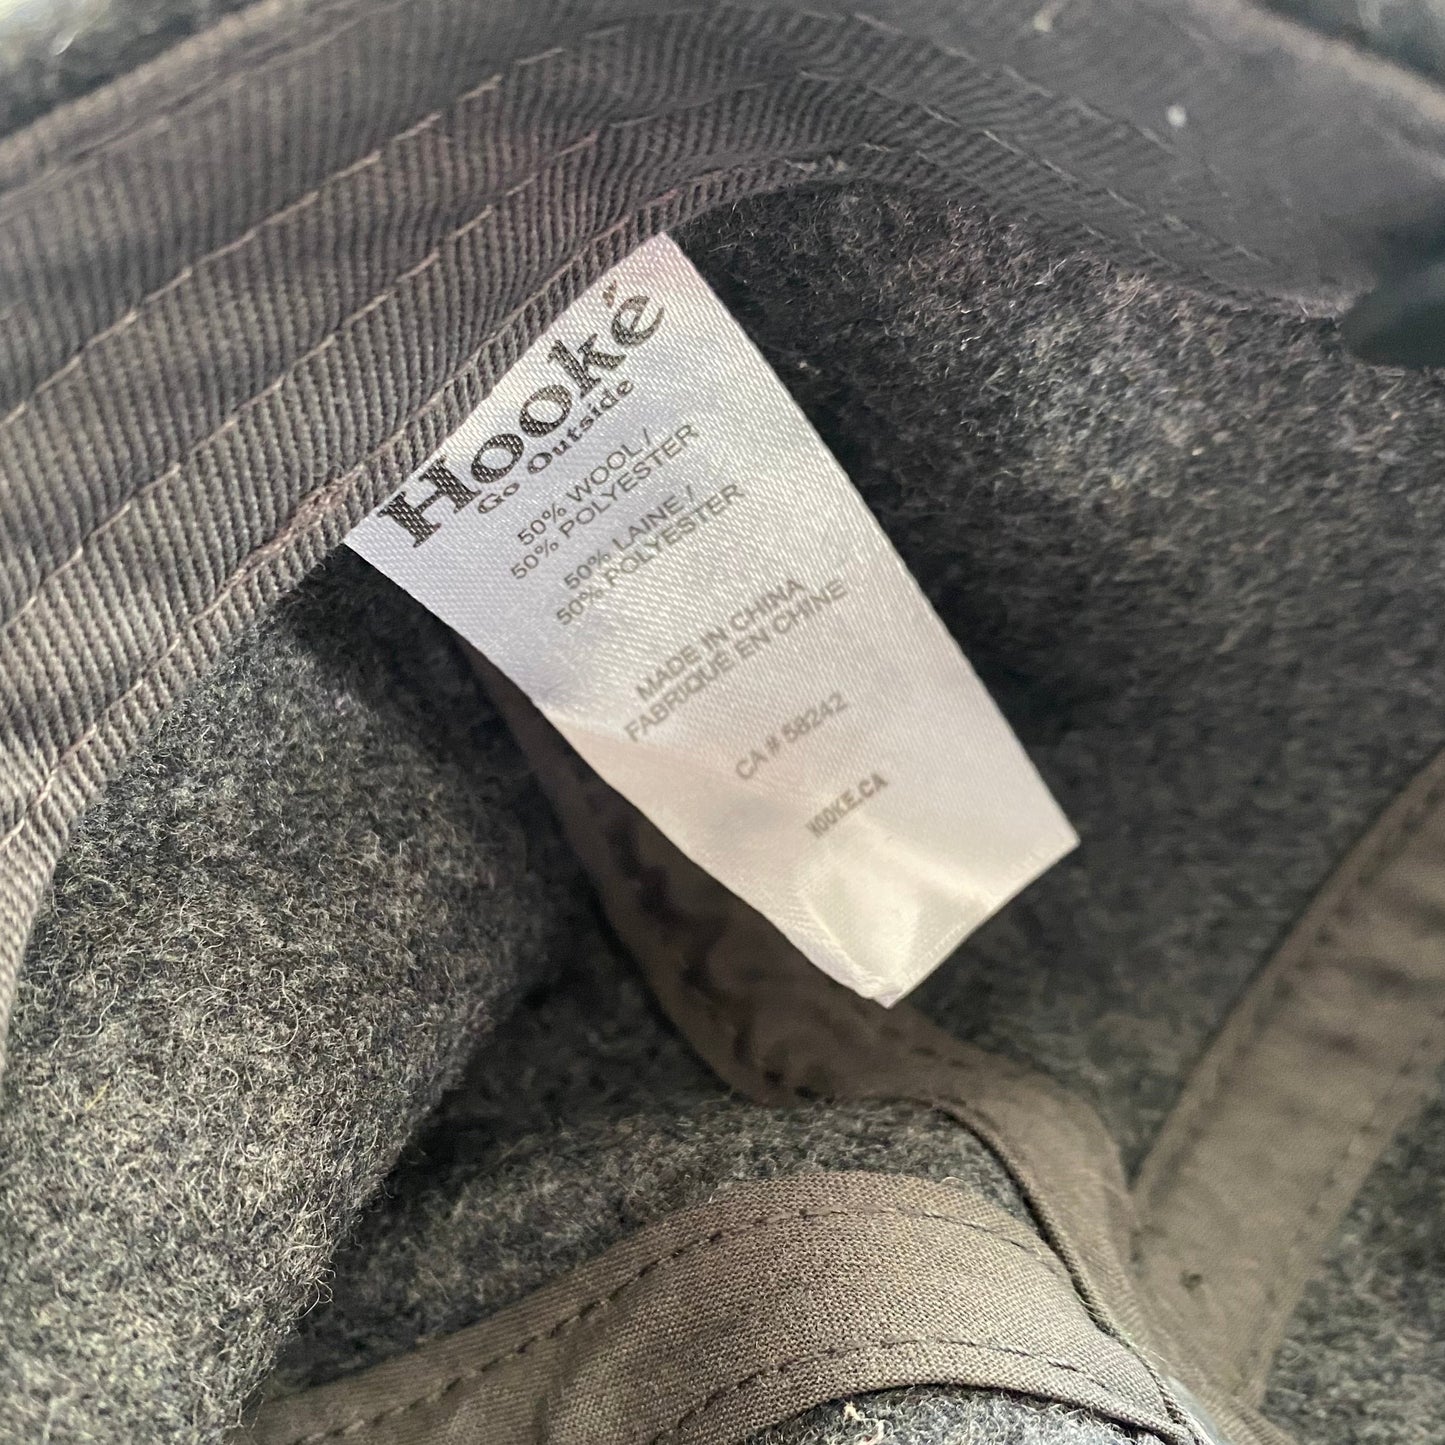 Hooké
Go Outside
50% WOOL /
50% POLYESTER
50% LAINE /
50% POLYESTER
MADE IN CHINA
FABRIQUE EN CHINE
CA # 58242
HOOKE.CA